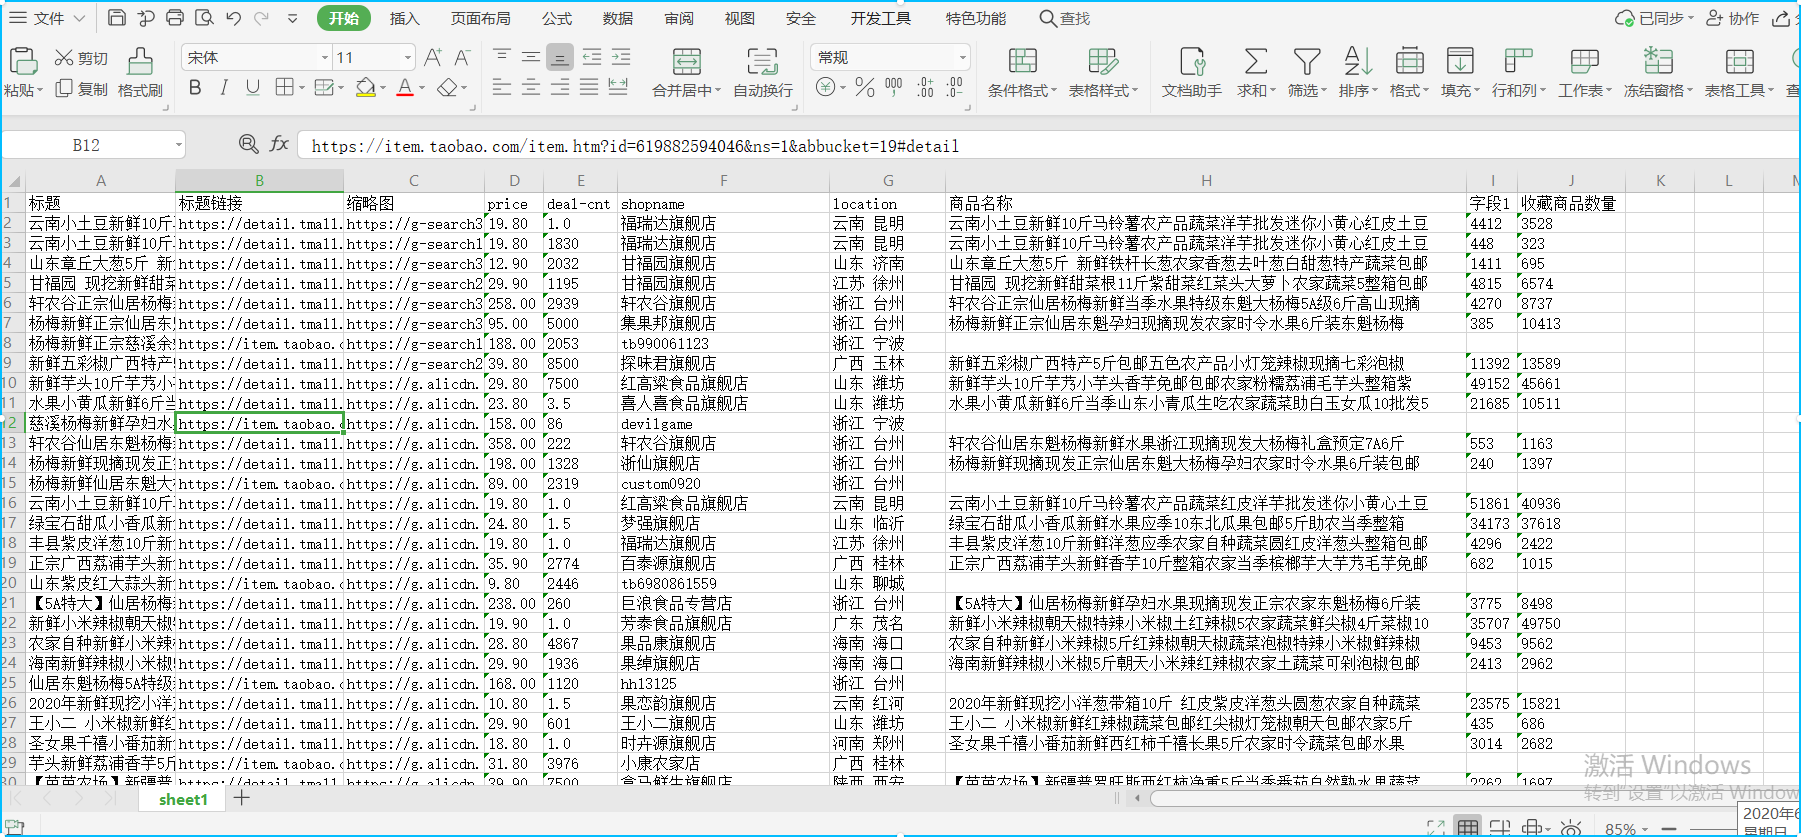 文件 开始 插入 页面布局 公式 数据 审阅 视图 安全 开发工具 特色功能 查找 已同步 协作
剪切 宋体 11 常规
粘贴 复制 格式刷 B I U A 合并居中 自动换行 条件格式 表格样式 文档助手 求和 筛选 排序 格式 填充 行和列 工作表 冻结窗格 表格工具
B12 fx https://item.taobao.com/item.htm?id=619882594046&ns=1&abbucket=19#detail
A B C D E F G H I J K L
1 标题 标题链接 缩略图 price deal-cnt shopname location 商品名称 字段1 收藏商品数量
2 云南小土豆新鲜10斤 https://detail.tmall. https://g-search3 19.80 1.0 福瑞达旗舰店 云南 昆明 云南小土豆新鲜10斤马铃薯农产品蔬菜洋芋批发迷你小黄心红皮土豆 4412 3528
3 云南小土豆新鲜10斤 https://detail.tmall. https://g-search1 19.80 1830 福瑞达旗舰店 云南 昆明 云南小土豆新鲜10斤马铃薯农产品蔬菜洋芋批发迷你小黄心红皮土豆 448 323
4 山东章丘大葱5斤 新 https://detail.tmall. https://g-search3 12.90 2032 甘福园旗舰店 山东 济南 山东章丘大葱5斤 新鲜铁杆长葱农家香葱去叶葱白甜葱特产蔬菜包邮 1411 695
5 甘福园 现挖新鲜甜菜 https://detail.tmall. https://g-search2 29.90 1195 甘福园旗舰店 江苏 徐州 甘福园 现挖新鲜甜菜根11斤紫甜菜红菜头大萝卜农家蔬菜5整箱包邮 4815 6574
6 轩农谷正宗仙居杨梅 https://detail.tmall. https://g-search3 258.00 2939 轩农谷旗舰店 浙江 台州 轩农谷正宗仙居杨梅新鲜当季水果特级东魁大杨梅5A级6斤高山现摘 4270 8737
7 杨梅新鲜正宗仙居东 https://detail.tmall. https://g-search3 95.00 5000 集果邦旗舰店 浙江 台州 杨梅新鲜正宗仙居东魁孕妇现摘现发农家时令水果6斤装东魁杨梅 385 10413
8 杨梅新鲜正宗慈溪余 https://item.taobao. https://g-search1 188.00 2053 tb990061123 浙江 宁波
9 新鲜五彩椒广西特产 https://detail.tmall. https://g-search2 39.80 8500 探味君旗舰店 广西 玉林 新鲜五彩椒广西特产5斤包邮五色农产品小灯笼辣椒现摘七彩泡椒 11392 13589
10 新鲜芋头10斤芋艿小 https://detail.tmall. https://g.alicdn. 29.80 7500 红高粱食品旗舰店 山东 潍坊 新鲜芋头10斤芋艿小芋头香芋免邮包邮农家粉糯荔浦毛芋头整箱紫 49152 45661
11 水果小黄瓜新鲜6斤当 https://detail.tmall. https://g.alicdn. 23.80 3.5 喜人喜食品旗舰店 山东 潍坊 水果小黄瓜新鲜6斤当季山东小青瓜生吃农家蔬菜助白玉女瓜10批发5 21685 10511
12 慈溪杨梅新鲜孕妇水 https://item.taobao. https://g.alicdn. 158.00 86 devilgame 浙江 宁波
13 轩农谷仙居东魁杨梅 https://detail.tmall. https://g.alicdn. 358.00 222 轩农谷旗舰店 浙江 台州 轩农谷仙居东魁杨梅新鲜水果浙江现摘现发大杨梅礼盒预定7A6斤 553 1163
14 杨梅新鲜现摘现发正 https://detail.tmall. https://g.alicdn. 198.00 1328 浙仙旗舰店 浙江 台州 杨梅新鲜现摘现发正宗仙居东魁大杨梅孕妇农家时令水果6斤装包邮 240 1397
15 杨梅新鲜仙居东魁大 https://item.taobao. https://g.alicdn. 89.00 2319 custom0920 浙江 台州
16 云南小土豆新鲜10斤 https://detail.tmall. https://g.alicdn. 19.80 1.0 红高粱食品旗舰店 云南 昆明 云南小土豆新鲜10斤马铃薯农产品蔬菜红皮洋芋批发迷你小黄心土豆 51861 40936
17 绿宝石甜瓜小香瓜新 https://detail.tmall. https://g.alicdn. 24.80 1.5 梦强旗舰店 山东 临沂 绿宝石甜瓜小香瓜新鲜水果应季10东北瓜果包邮5斤助农当季整箱 34173 37618
18 丰县紫皮洋葱10斤新 https://detail.tmall. https://g.alicdn. 19.80 1.0 福瑞达旗舰店 江苏 徐州 丰县紫皮洋葱10斤新鲜洋葱应季农家自种蔬菜圆红皮洋葱头整箱包邮 4296 2422
19 正宗广西荔浦芋头新 https://detail.tmall. https://g.alicdn. 35.90 2774 百泰源旗舰店 广西 桂林 正宗广西荔浦芋头新鲜香芋10斤整箱农家当季槟榔芋大芋艿毛芋免邮 682 1015
20 山东紫皮红大蒜头新 https://item.taobao. https://g.alicdn. 9.80 2446 tb6980861559 山东 聊城
21 【5A特大】仙居杨梅 https://detail.tmall. https://g.alicdn. 238.00 260 巨浪食品专营店 浙江 台州 【5A特大】仙居杨梅新鲜孕妇水果现摘现发正宗农家东魁杨梅6斤装 3775 8498
22 新鲜小米辣椒朝天椒 https://detail.tmall. https://g.alicdn. 19.90 1.0 芳泰食品旗舰店 广东 茂名 新鲜小米辣椒朝天椒特辣小米椒土红辣椒5农家蔬菜鲜尖椒4斤菜椒10 35707 49750
23 农家自种新鲜小米辣 https://detail.tmall. https://g.alicdn. 28.80 4867 果品康旗舰店 海南 海口 农家自种新鲜小米辣椒5斤红辣椒朝天椒蔬菜泡椒特辣小米椒鲜辣椒 9453 9562
24 海南新鲜辣椒小米椒 https://detail.tmall. https://g.alicdn. 29.90 1936 果绰旗舰店 海南 海口 海南新鲜辣椒小米椒5斤朝天小米辣红辣椒农家土蔬菜可剁泡椒包邮 2413 2962
25 仙居东魁杨梅5A特级 https://item.taobao. https://g.alicdn. 168.00 1120 hh13125 浙江 台州
26 2020年新鲜现挖小洋 https://detail.tmall. https://g.alicdn. 10.80 1.5 果恋韵旗舰店 云南 红河 2020年新鲜现挖小洋葱带箱10斤 红皮紫皮洋葱头圆葱农家自种蔬菜 23575 15821
27 王小二 小米椒新鲜红 https://detail.tmall. https://g.alicdn. 29.90 601 王小二旗舰店 山东 潍坊 王小二 小米椒新鲜红辣椒蔬菜包邮红尖椒灯笼椒朝天包邮农家5斤 435 686
28 圣女果千禧小番茄新 https://detail.tmall. https://g.alicdn. 18.80 1.0 时卉源旗舰店 河南 郑州 圣女果千禧小番茄新鲜西红柿千禧长果5斤农家时令蔬菜包邮水果 3014 2682
29 芋头新鲜荔浦香芋5斤 https://item.taobao. https://g.alicdn. 31.80 3976 小康农家店 广西 桂林
30 【苗苗农场】新疆普 https://detail.tmall. https://g.alicdn. 39.90 7500 盒马鲜生旗舰店 陕西 西安 【苗苗农场】新疆普罗旺斯西红柿净重5斤当季番茄自然熟水果蔬菜 2262 1697
激活 Windows
转到"设置"以激活 Window
sheet1
85%
2020年6
星期日